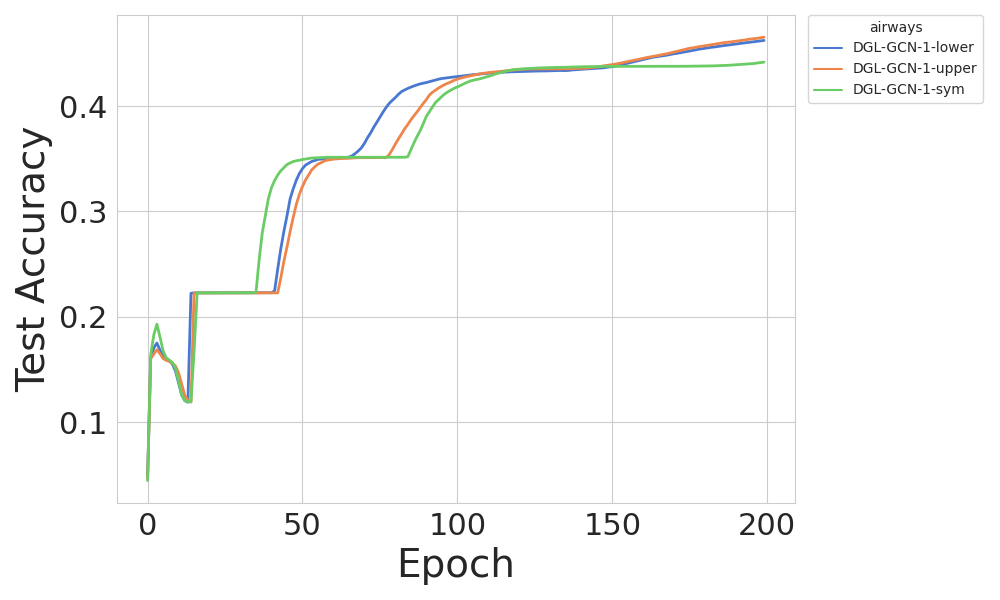 airways
DGL-GCN-1-lower
DGL-GCN-1-upper
DGL-GCN-1-sym
Test Accuracy
0.4
0.3
0.2
0.1
0 50 100 150 200
Epoch